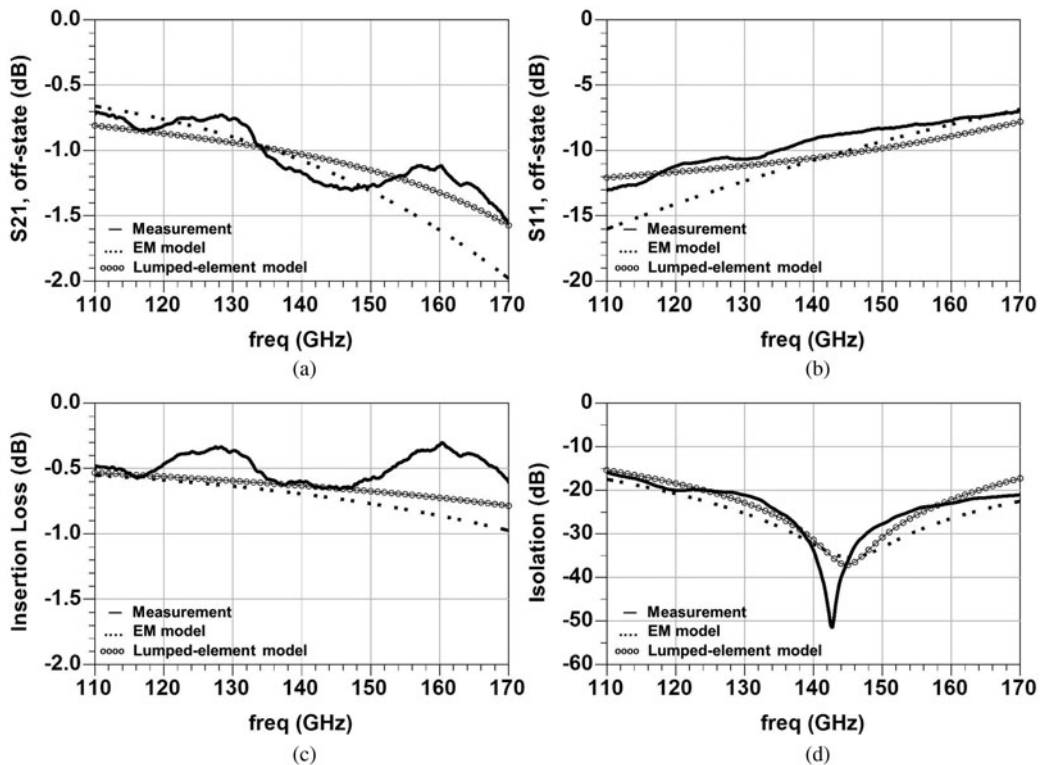 0.0
-0.5
-1.0
-1.5
-2.0
S21, off-state (dB)
Measurement
EM model
Lumped-element model
110 120 130 140 150 160 170
freq (GHz)
(a)
0
-5
-10
-15
-20
S11, off-state (dB)
Measurement
EM model
Lumped-element model
110 120 130 140 150 160 170
freq (GHz)
(b)
0.0
-0.5
-1.0
-1.5
-2.0
Insertion Loss (dB)
Measurement
EM model
Lumped-element model
110 120 130 140 150 160 170
freq (GHz)
(c)
0
-10
-20
-30
-40
-50
-60
Isolation (dB)
Measurement
EM model
Lumped-element model
110 120 130 140 150 160 170
freq (GHz)
(d)